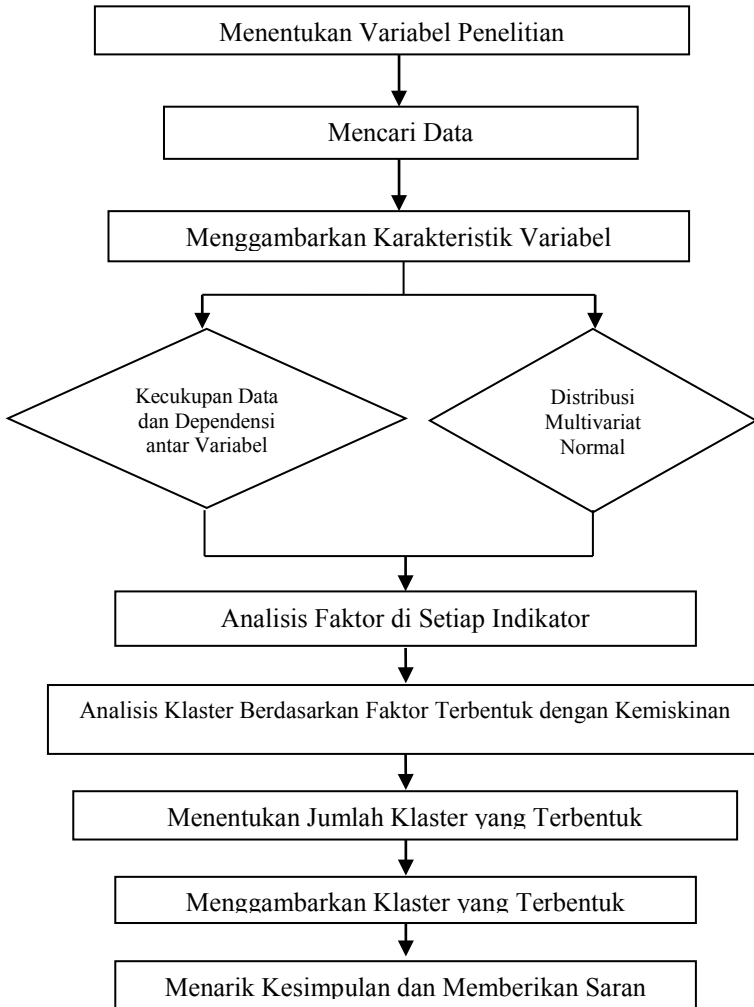 Menentukan Variabel Penelitian
Mencari Data
Menggambarkan Karakteristik Variabel
Kecukupan Data
dan Dependensi
antar Variabel
Distribusi
Multivariat
Normal
Analisis Faktor di Setiap Indikator
Analisis Klaster Berdasarkan Faktor Terbentuk dengan Kemiskinan
Menentukan Jumlah Klaster yang Terbentuk
Menggambarkan Klaster yang Terbentuk
Menarik Kesimpulan dan Memberikan Saran